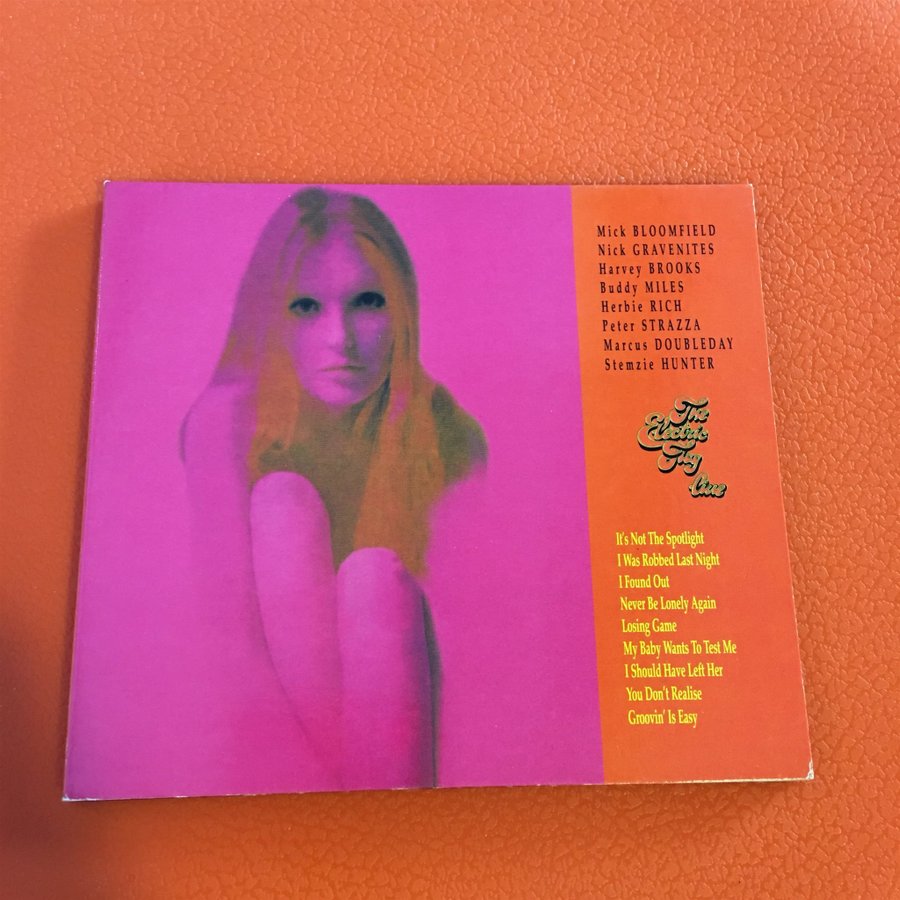 Mick BLOOMFIELD
Nick GRAVENITES
Harvey BROOKS
Buddy MILES
Herbie RICH
Peter STRAZZA
Marcus DOUBLEDAY
Stemzie HUNTER
The
Electric
Flag
live
It's Not The Spotlight
I Was Robbed Last Night
I Found Out
Never Be Lonely Again
Losing Game
My Baby Wants To Test Me
I Should Have Left Her
You Don't Realise
Groovin' Is Easy